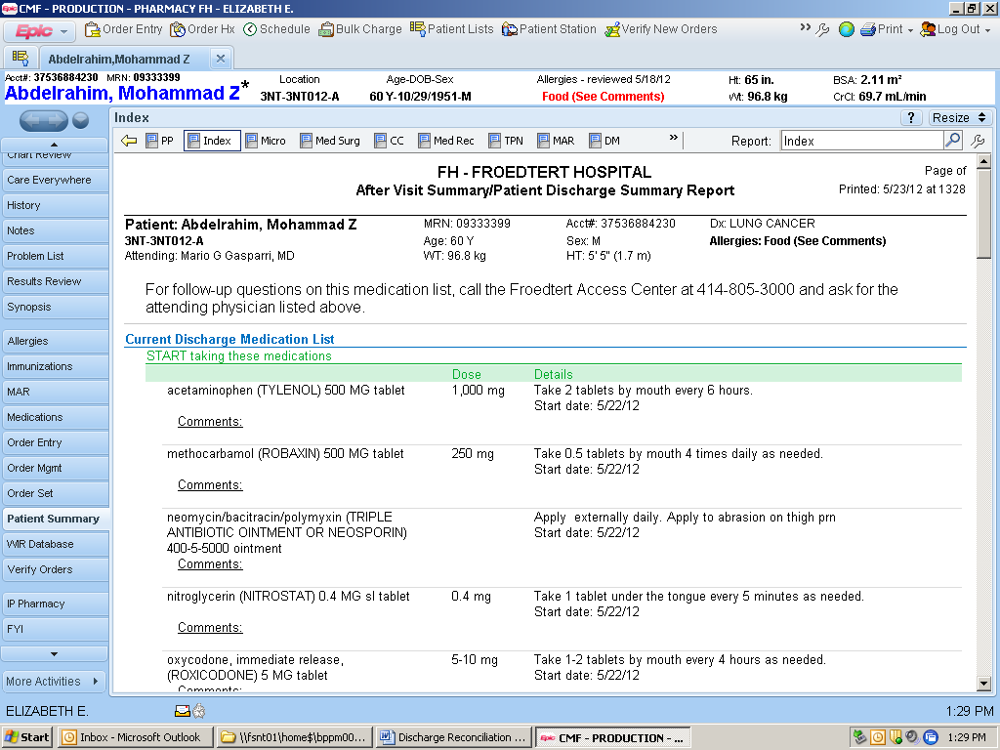 CMF - PRODUCTION - PHARMACY FH - ELIZABETH E.
Epic Order Entry Order Hx Schedule Bulk Charge Patient Lists Patient Station Verify New Orders Print Log Out
Abdelrahim,Mohammad Z
Acct#: 37536884230 MRN: 09333399 Location Age-DOB-Sex Allergies - reviewed 5/18/12 Ht: 65 in. BSA: 2.11 m²
Abdelrahim, Mohammad Z* 3NT-3NT012-A 60 Y-10/29/1951-M Food (See Comments) Wt: 96.8 kg CrCl: 69.7 mL/min
Index ? Resize
PP Index Micro Med Surg CC Med Rec TPN MAR DM » Report: Index
Chart Review
Care Everywhere
History
Notes
Problem List
Results Review
Synopsis
Allergies
Immunizations
MAR
Medications
Order Entry
Order Mgmt
Order Set
Patient Summary
WIR Database
Verify Orders
IP Pharmacy
FYI
More Activities
FH - FROEDTERT HOSPITAL Page of
After Visit Summary/Patient Discharge Summary Report Printed: 5/23/12 at 1328
Patient: Abdelrahim, Mohammad Z MRN: 09333399 Acct#: 37536884230 Dx: LUNG CANCER
3NT-3NT012-A Age: 60 Y Sex: M Allergies: Food (See Comments)
Attending: Mario G Gasparri, MD WT: 96.8 kg HT: 5' 5" (1.7 m)
For follow-up questions on this medication list, call the Froedtert Access Center at 414-805-3000 and ask for the
attending physician listed above.
Current Discharge Medication List
START taking these medications
Dose Details
acetaminophen (TYLENOL) 500 MG tablet 1,000 mg Take 2 tablets by mouth every 6 hours.
Start date: 5/22/12
Comments:
methocarbamol (ROBAXIN) 500 MG tablet 250 mg Take 0.5 tablets by mouth 4 times daily as needed.
Start date: 5/22/12
Comments:
neomycin/bacitracin/polymyxin (TRIPLE Apply externally daily. Apply to abrasion on thigh prn
ANTIBIOTIC OINTMENT OR NEOSPORIN) Start date: 5/22/12
400-5-5000 ointment
Comments:
nitroglycerin (NITROSTAT) 0.4 MG sl tablet 0.4 mg Take 1 tablet under the tongue every 5 minutes as needed.
Start date: 5/22/12
Comments:
oxycodone, immediate release, 5-10 mg Take 1-2 tablets by mouth every 4 hours as needed.
(ROXICODONE) 5 MG tablet Start date: 5/22/12
Comments:
ELIZABETH E. 1:29 PM
Start Inbox - Microsoft Outlook \\fsnt01\home$\bppm00... Discharge Reconciliation ... Epic CMF - PRODUCTION - ... 1:29 PM